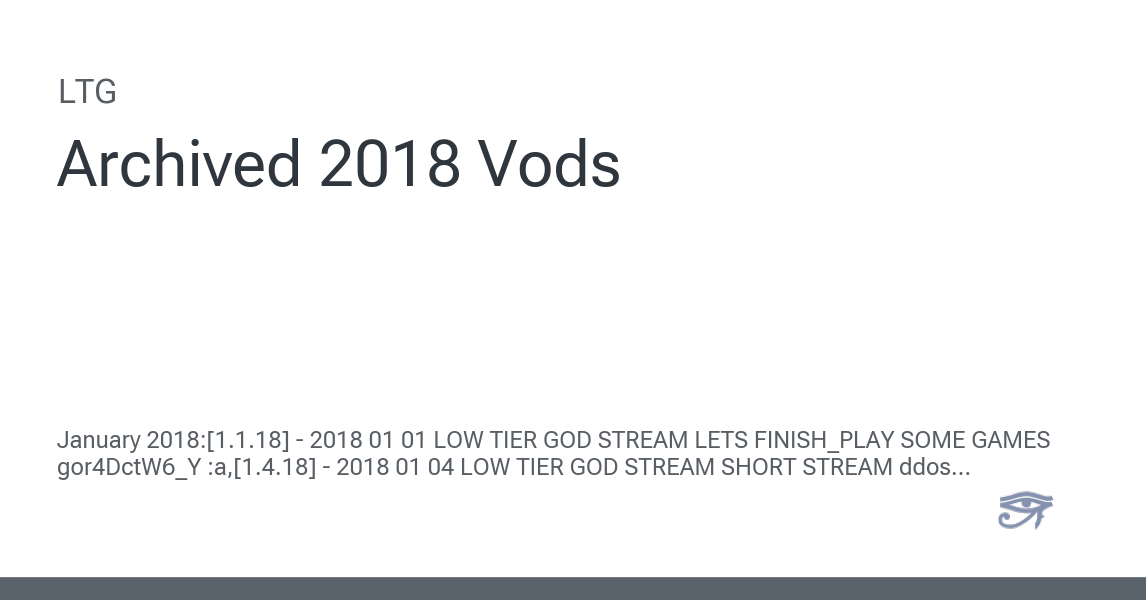 LTG
Archived 2018 Vods
January 2018:[1.1.18] - 2018 01 01 LOW TIER GOD STREAM LETS FINISH_PLAY SOME GAMES
gor4DctW6_Y :a,[1.4.18] - 2018 01 04 LOW TIER GOD STREAM SHORT STREAM ddos...